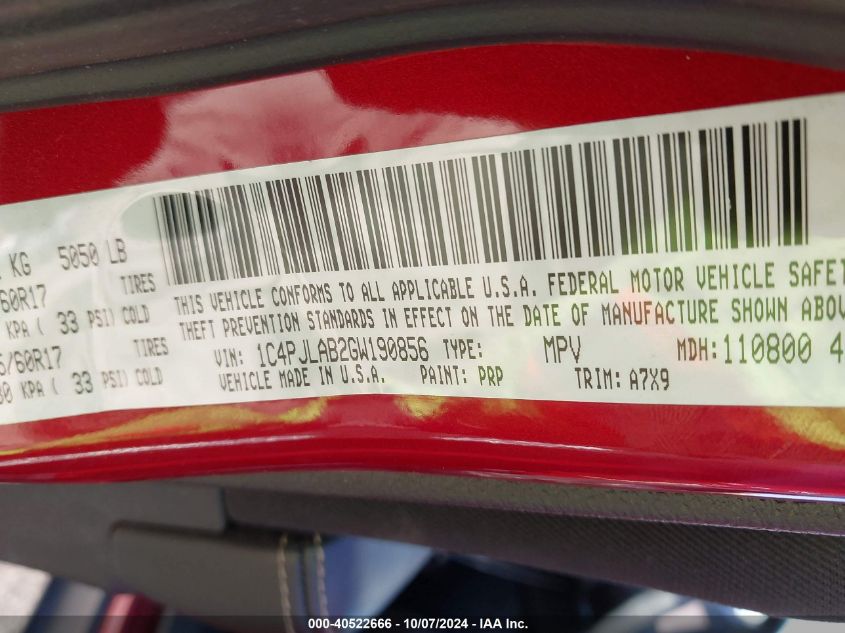 KG 5050 LB
/60R17 TIRES
KPA ( 33 PSI) COLD
/60R17 TIRES
KPA ( 33 PSI) COLD
THIS VEHICLE CONFORMS TO ALL APPLICABLE U.S.A. FEDERAL MOTOR VEHICLE SAFET
THEFT PREVENTION STANDARDS IN EFFECT ON THE DATE OF MANUFACTURE SHOWN ABOV
VIN: 1C4PJLAB2GW190856 TYPE: MPV MDH: 110800 4
VEHICLE MADE IN U.S.A. PAINT: PRP TRIM: A7X9
000-40522666 - 10/07/2024 - IAA Inc.